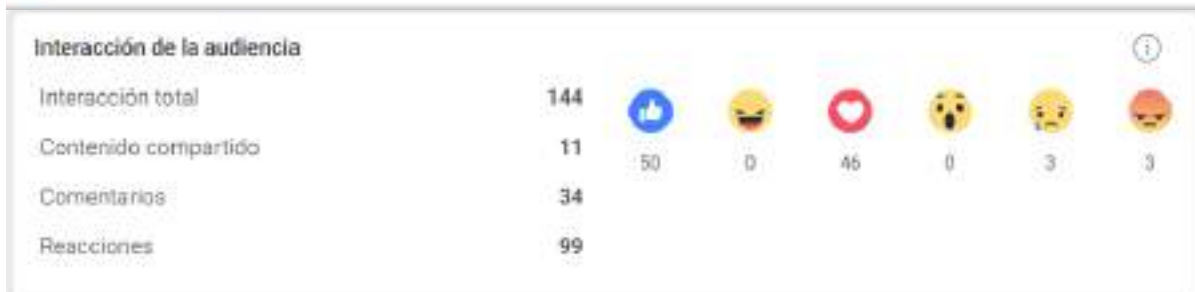 Interacción de la audiencia
Interacción total 144
Contenido compartido 11
Comentarios 34
Reacciones 99
50 0 46 0 3 3